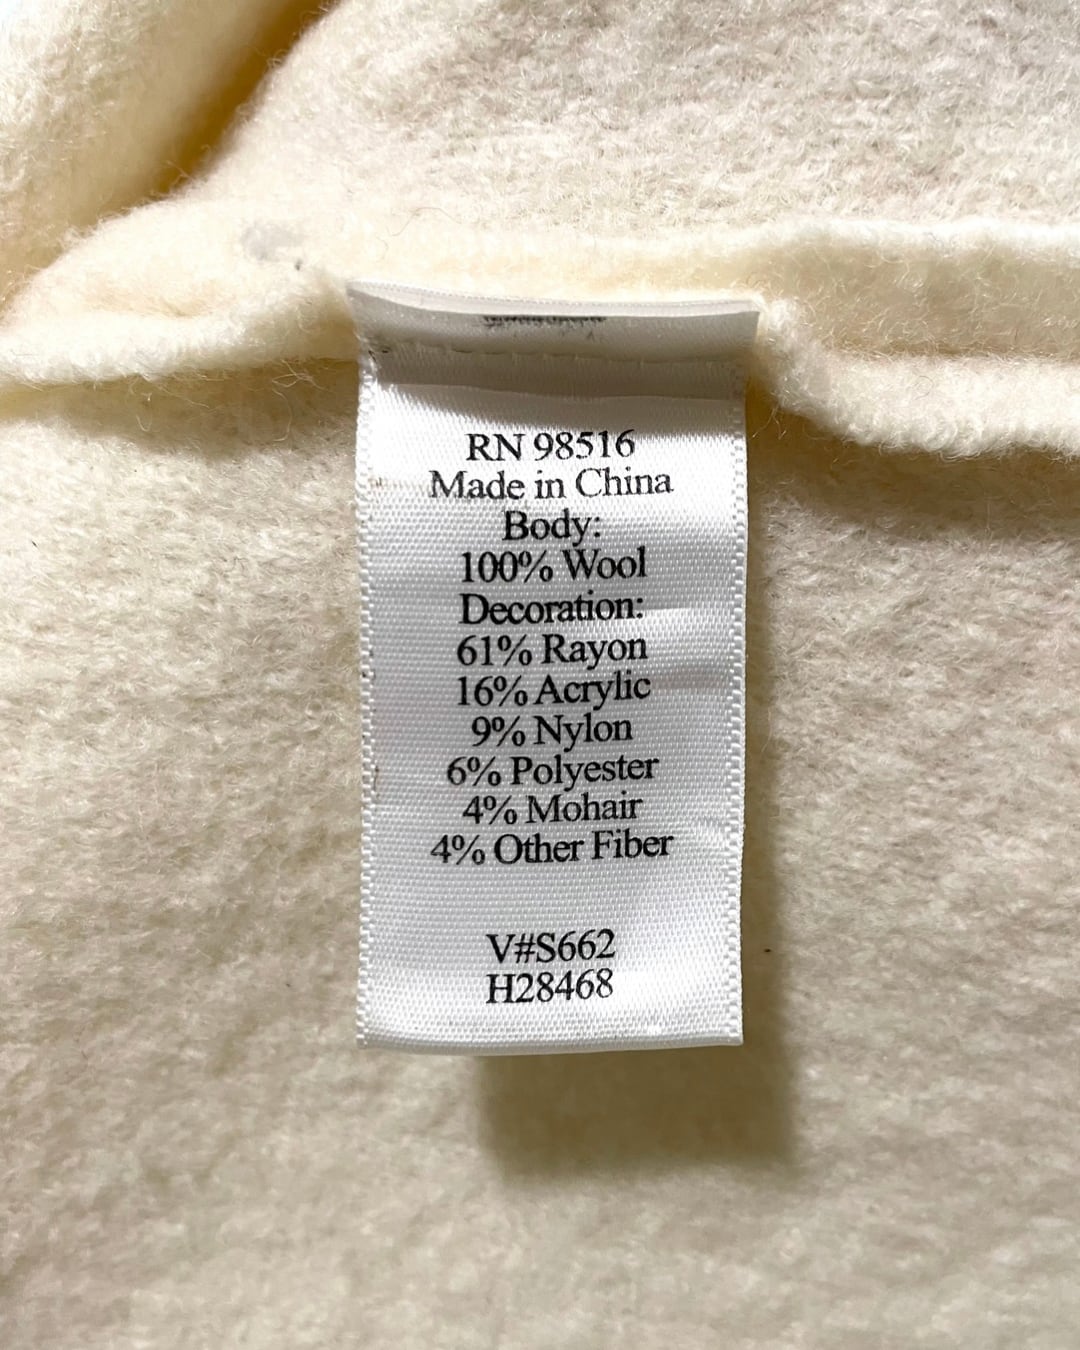 RN 98516
Made in China
Body:
100% Wool
Decoration:
61% Rayon
16% Acrylic
9% Nylon
6% Polyester
4% Mohair
4% Other Fiber
V#S662
H28468